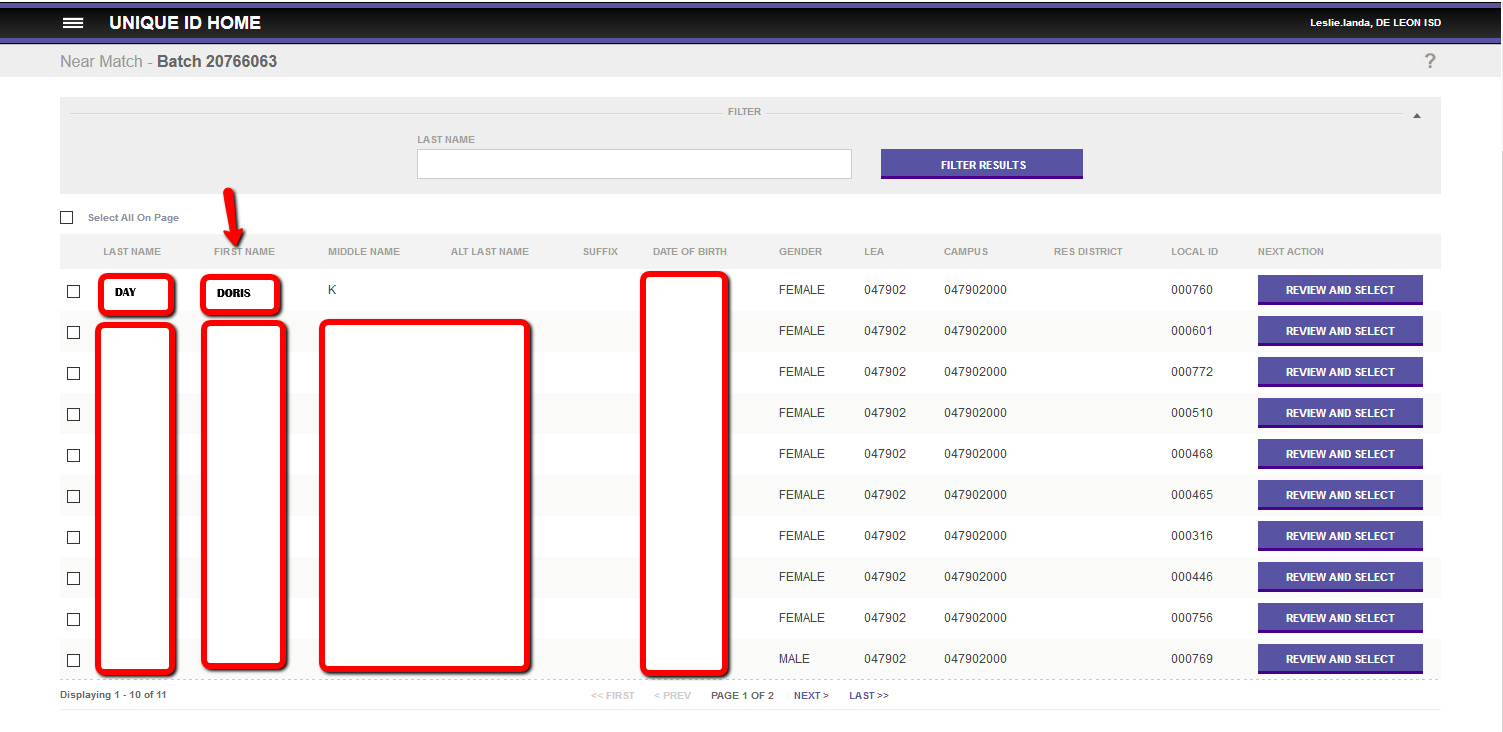 UNIQUE ID HOME Leslie.landa, DE LEON ISD
Near Match - Batch 20766063 ?
FILTER
LAST NAME
FILTER RESULTS
Select All On Page
LAST NAME FIRST NAME MIDDLE NAME ALT LAST NAME SUFFIX DATE OF BIRTH GENDER LEA CAMPUS RES DISTRICT LOCAL ID NEXT ACTION
DAY DORIS K FEMALE 047902 047902000 000760 REVIEW AND SELECT
FEMALE 047902 047902000 000601 REVIEW AND SELECT
FEMALE 047902 047902000 000772 REVIEW AND SELECT
FEMALE 047902 047902000 000510 REVIEW AND SELECT
FEMALE 047902 047902000 000468 REVIEW AND SELECT
FEMALE 047902 047902000 000465 REVIEW AND SELECT
FEMALE 047902 047902000 000316 REVIEW AND SELECT
FEMALE 047902 047902000 000446 REVIEW AND SELECT
FEMALE 047902 047902000 000756 REVIEW AND SELECT
MALE 047902 047902000 000769 REVIEW AND SELECT
Displaying 1 - 10 of 11 << FIRST < PREV PAGE 1 OF 2 NEXT > LAST >>